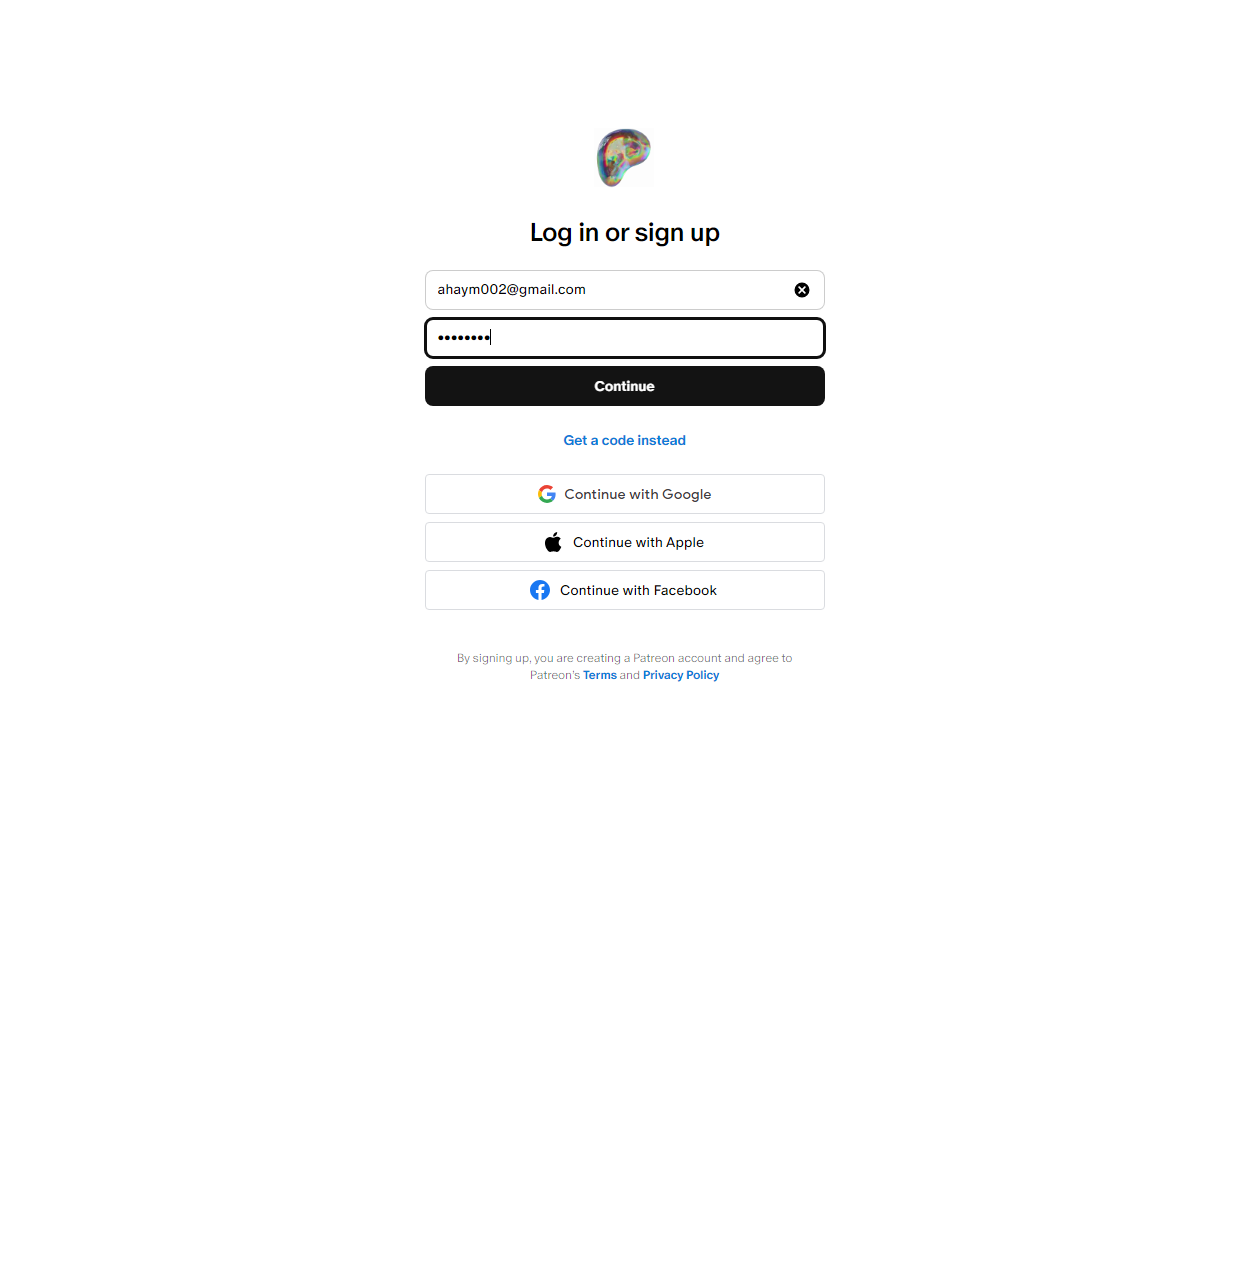 Log in or sign up
ahaym002@gmail.com
••••••••
Continue
Get a code instead
Continue with Google
Continue with Apple
Continue with Facebook
By signing up, you are creating a Patreon account and agree to
Patreon's Terms and Privacy Policy